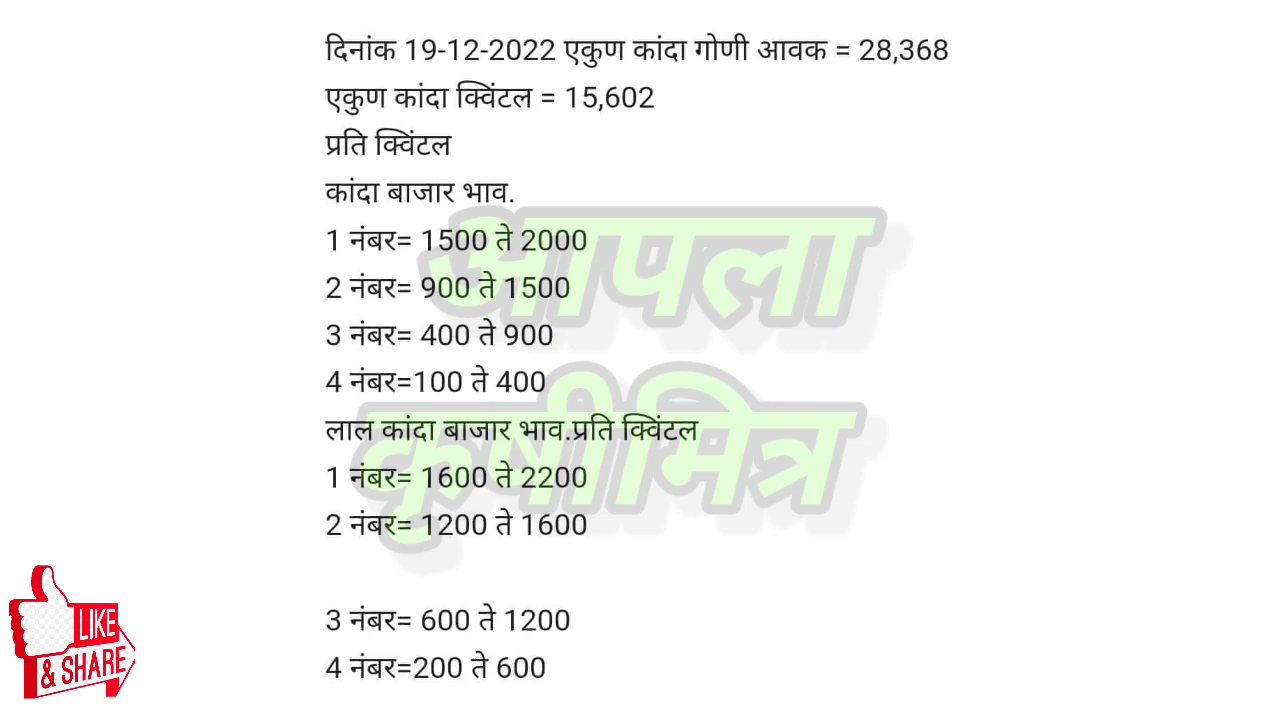 दिनांक 19-12-2022 एकुण कांदा गोणी आवक = 28,368
एकुण कांदा क्विंटल = 15,602
प्रति क्विंटल
कांदा बाजार भाव.
1 नंबर= 1500 ते 2000
2 नंबर= 900 ते 1500
3 नंबर= 400 ते 900
4 नंबर=100 ते 400
लाल कांदा बाजार भाव.प्रति क्विंटल
1 नंबर= 1600 ते 2200
2 नंबर= 1200 ते 1600
3 नंबर= 600 ते 1200
4 नंबर=200 ते 600
आपला
कृषीमित्र
LIKE
& SHARE